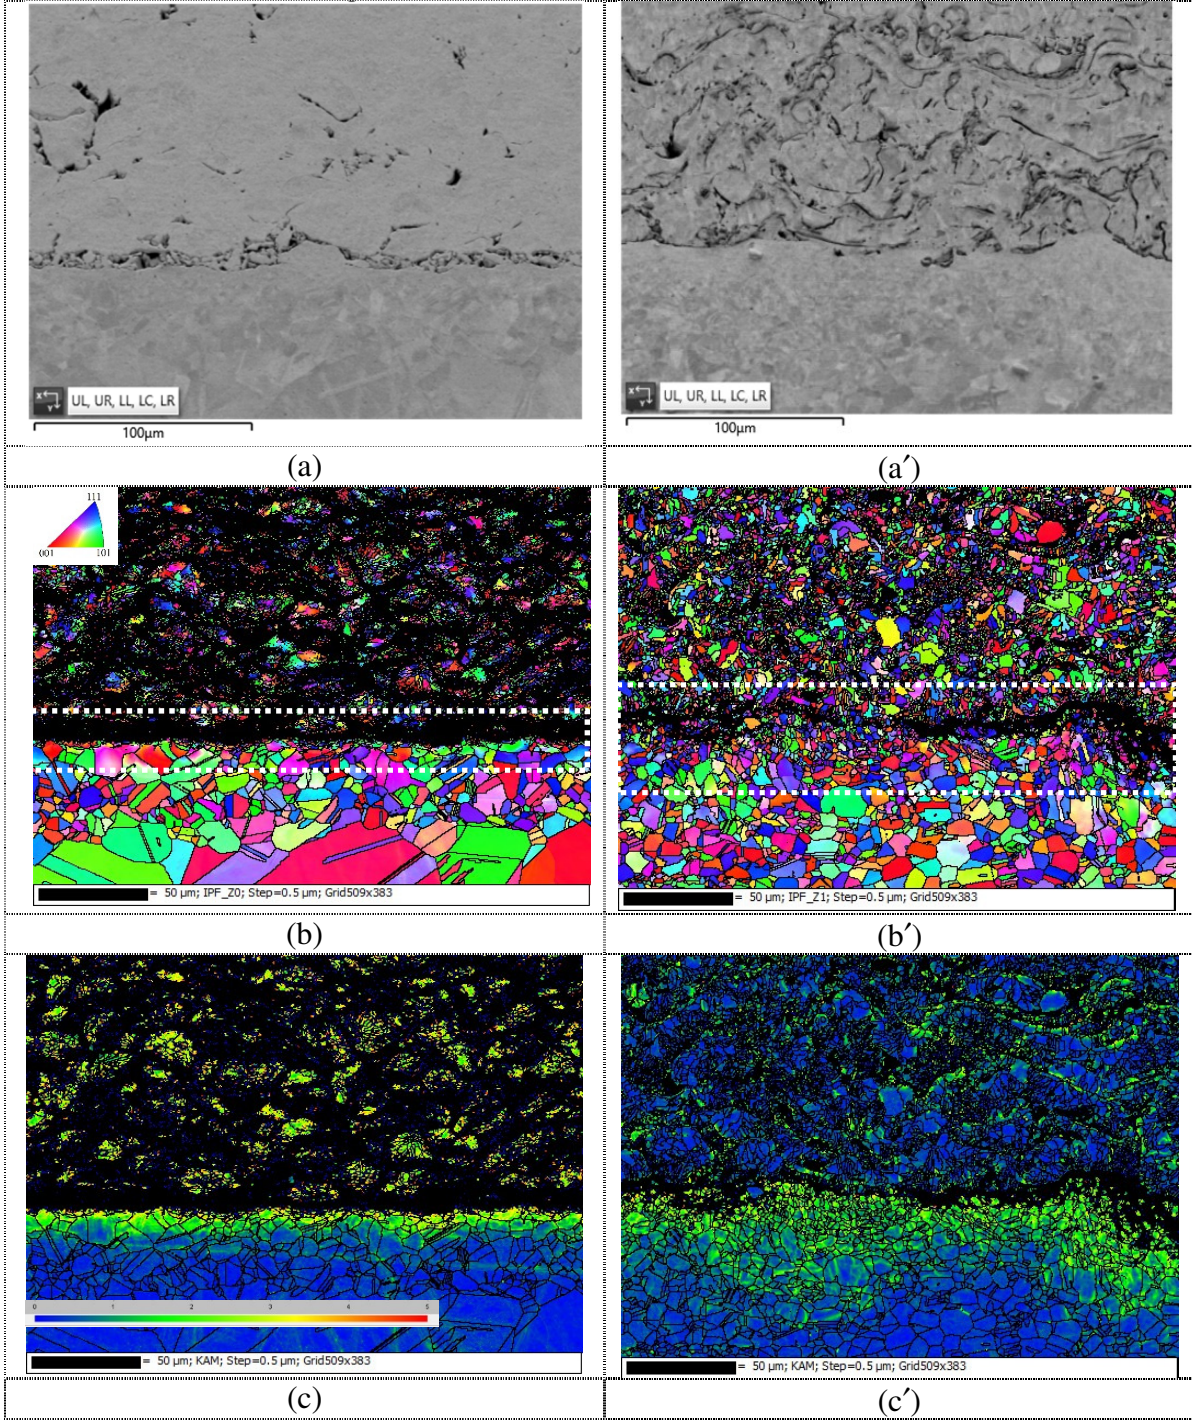 UL, UR, LL, LC, LR
100µm
UL, UR, LL, LC, LR
100µm
(a)
(a′)
111
001
101
= 50 µm; IPF_Z0; Step=0.5 µm; Grid509x383
= 50 µm; IPF_Z1; Step=0.5 µm; Grid509x383
(b)
(b′)
0 1 2 3 4 5
= 50 µm; KAM; Step=0.5 µm; Grid509x383
= 50 µm; KAM; Step=0.5 µm; Grid509x383
(c)
(c′)